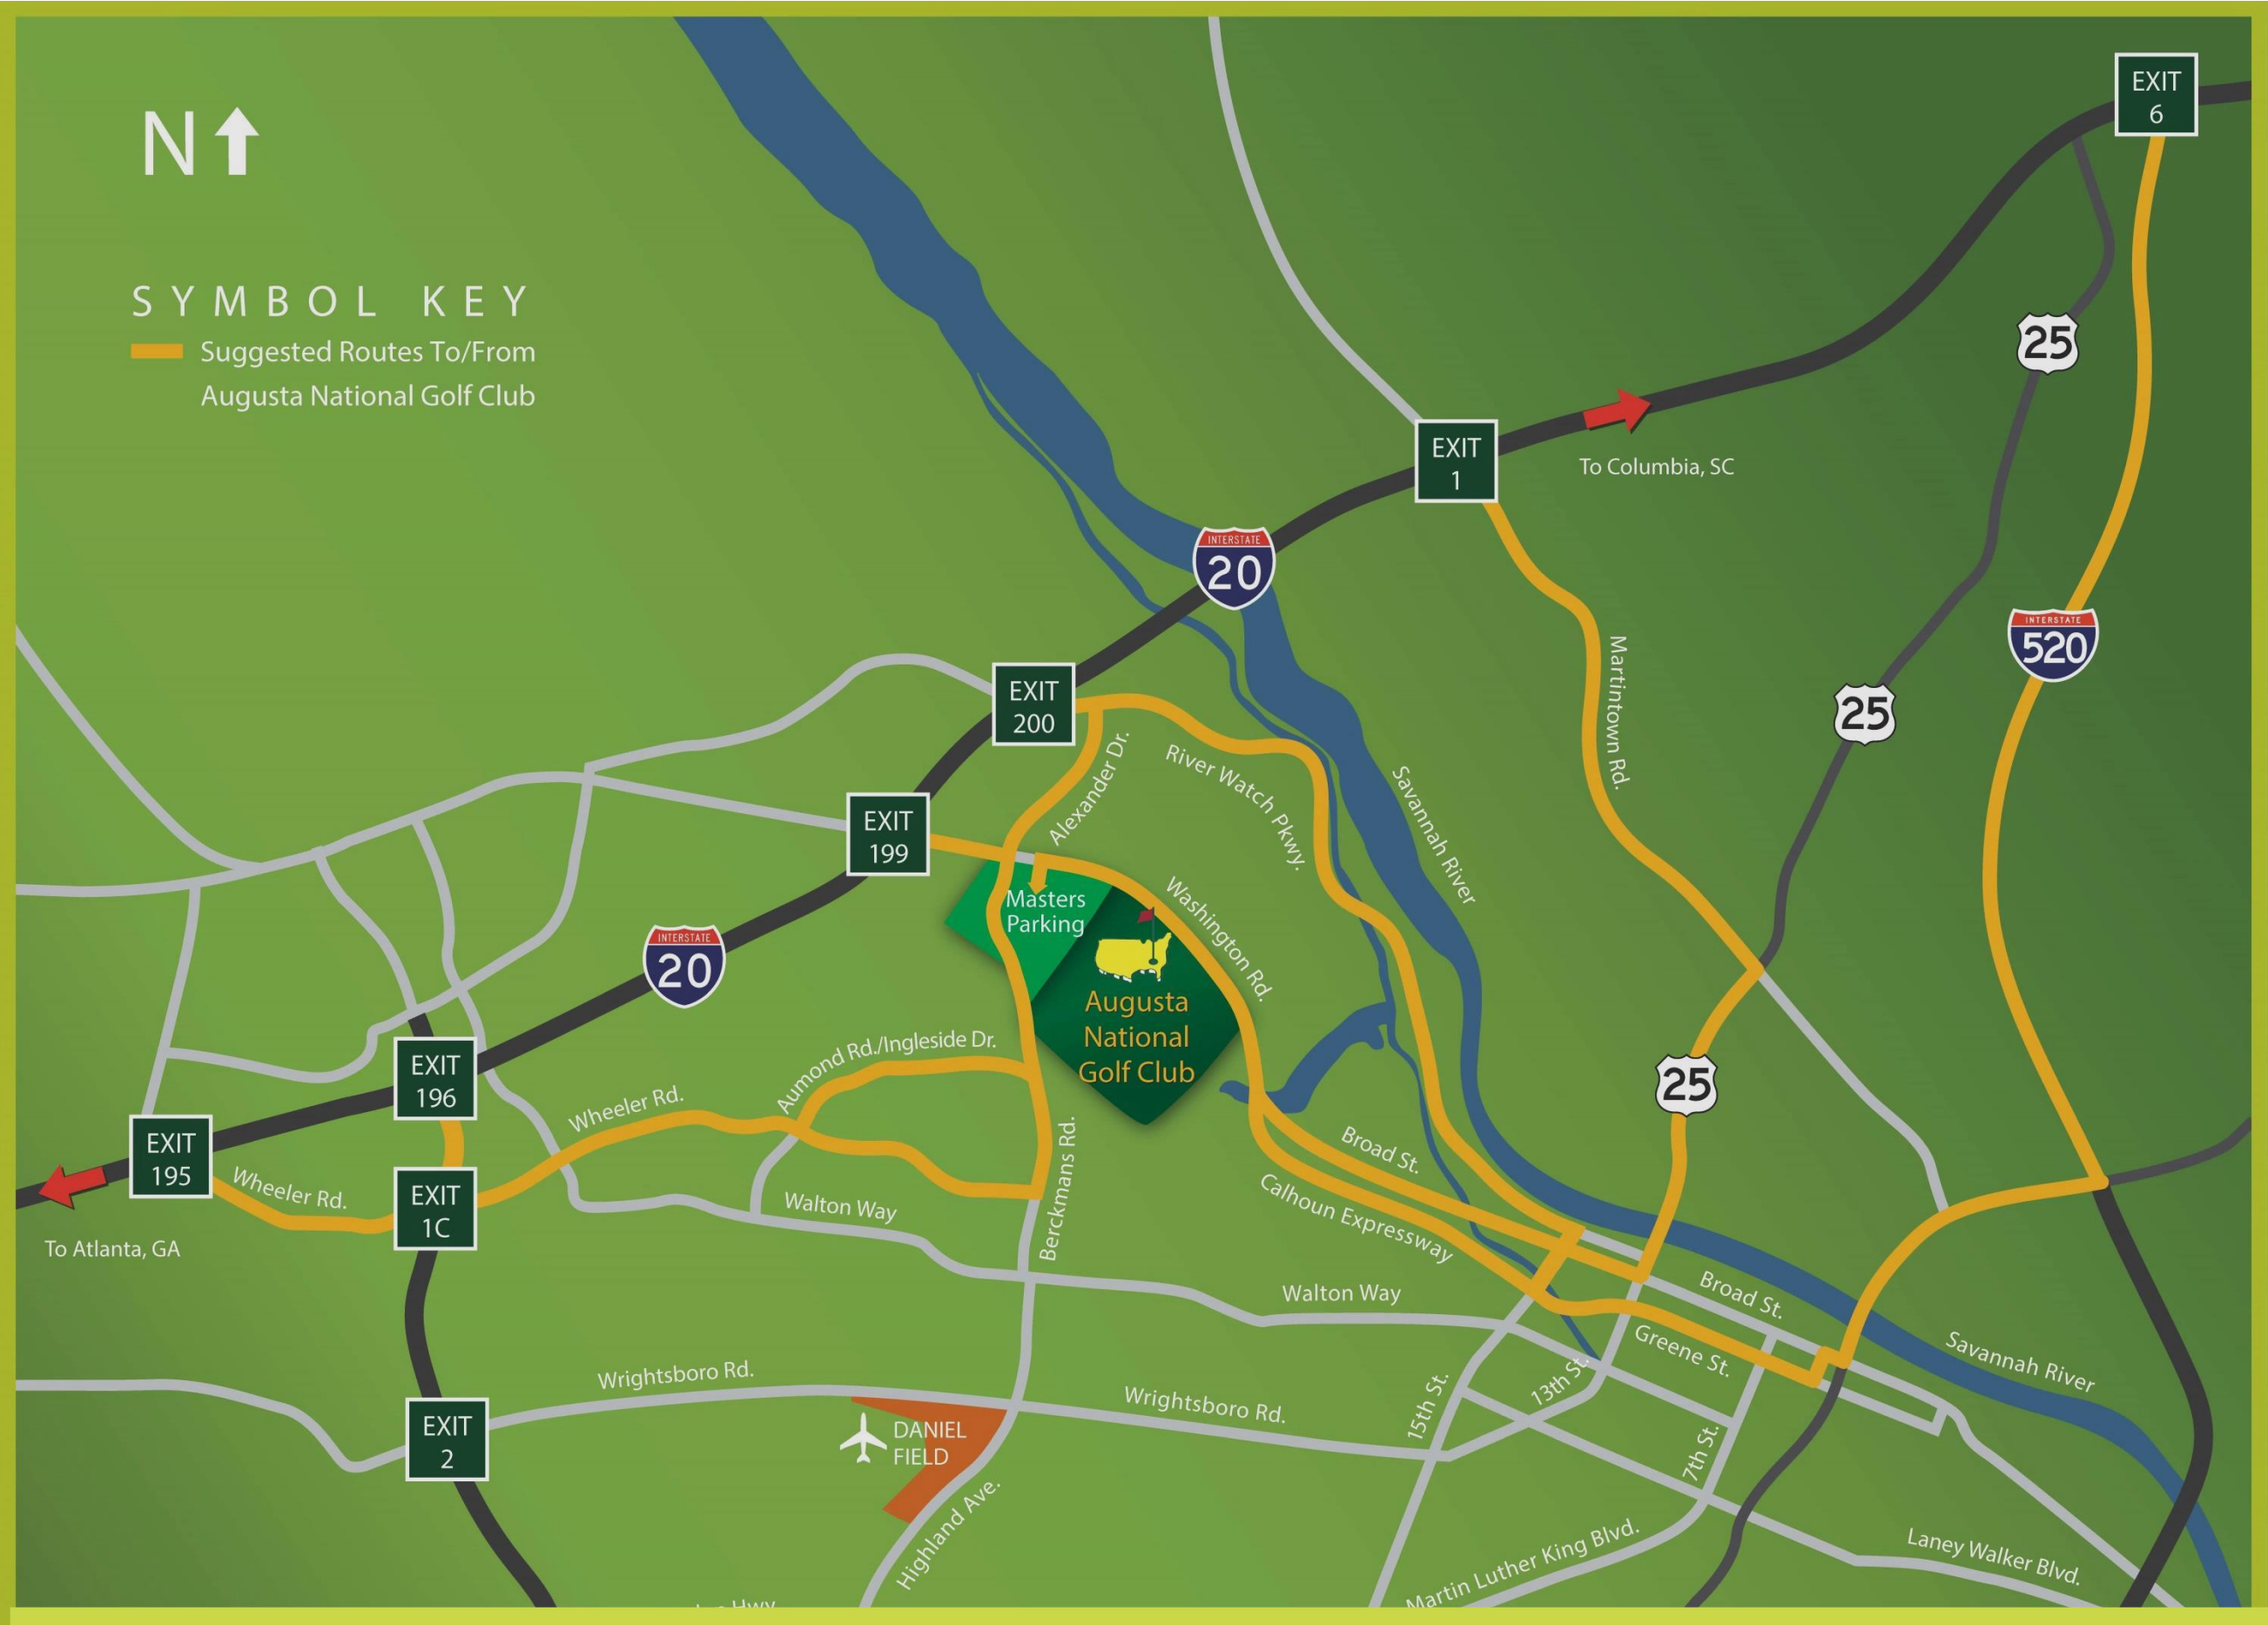 N
EXIT
6
SYMBOL KEY
Suggested Routes To/From
Augusta National Golf Club
25
EXIT
1
To Columbia, SC
INTERSTATE
20
INTERSTATE
520
Martintown Rd.
25
EXIT
200
Alexander Dr.
River Watch Pkwy.
Savannah River
EXIT
199
Masters
Parking
Washington Rd.
INTERSTATE
20
Augusta
National
Golf Club
EXIT
196
Aumond Rd./Ingleside Dr.
Wheeler Rd.
25
EXIT
195
Wheeler Rd.
EXIT
1C
Broad St.
Berckmans Rd.
Calhoun Expressway
Walton Way
To Atlanta, GA
Walton Way
Broad St.
Greene St.
Savannah River
Wrightsboro Rd.
Wrightsboro Rd.
13th St.
15th St.
EXIT
2
DANIEL
FIELD
7th St.
Highland Ave.
Martin Luther King Blvd.
Laney Walker Blvd.
Hwy